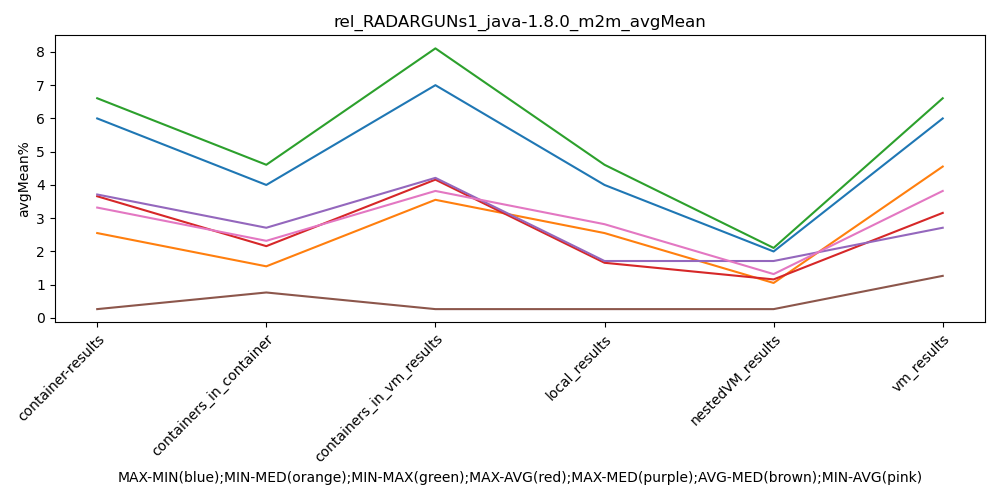 rel_RADARGUNs1_java-1.8.0_m2m_avgMean
avgMean%
8
7
6
5
4
3
2
1
0
container-results
containers_in_container
containers_in_vm_results
local_results
nestedVM_results
vm_results
MAX-MIN(blue);MIN-MED(orange);MIN-MAX(green);MAX-AVG(red);MAX-MED(purple);AVG-MED(brown);MIN-AVG(pink)